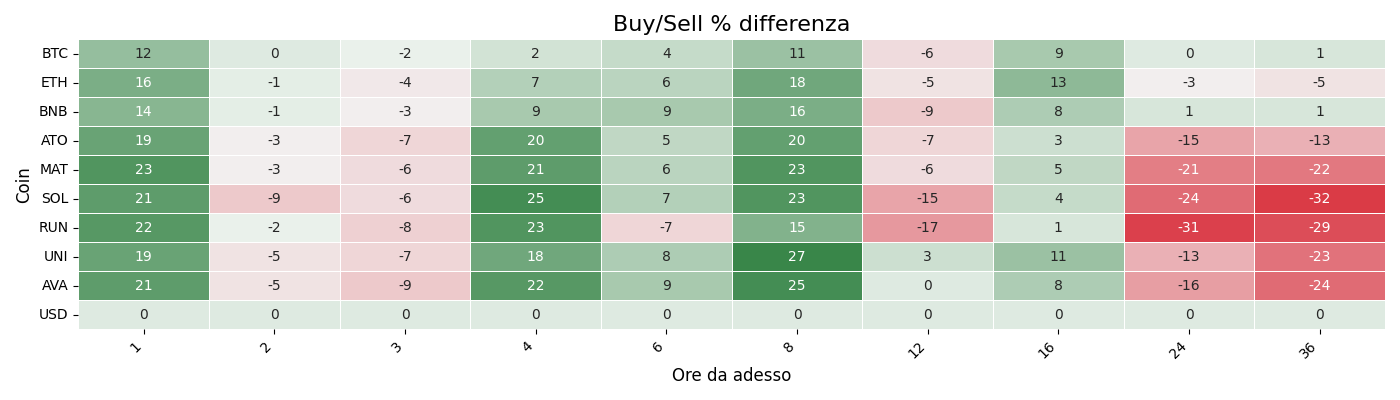 Buy/Sell % differenza
Coin
BTC 12 0 -2 2 4 11 -6 9 0 1
ETH 16 -1 -4 7 6 18 -5 13 -3 -5
BNB 14 -1 -3 9 9 16 -9 8 1 1
ATO 19 -3 -7 20 5 20 -7 3 -15 -13
MAT 23 -3 -6 21 6 23 -6 5 -21 -22
SOL 21 -9 -6 25 7 23 -15 4 -24 -32
RUN 22 -2 -8 23 -7 15 -17 1 -31 -29
UNI 19 -5 -7 18 8 27 3 11 -13 -23
AVA 21 -5 -9 22 9 25 0 8 -16 -24
USD 0 0 0 0 0 0 0 0 0 0
1 2 3 4 6 8 12 16 24 36
Ore da adesso